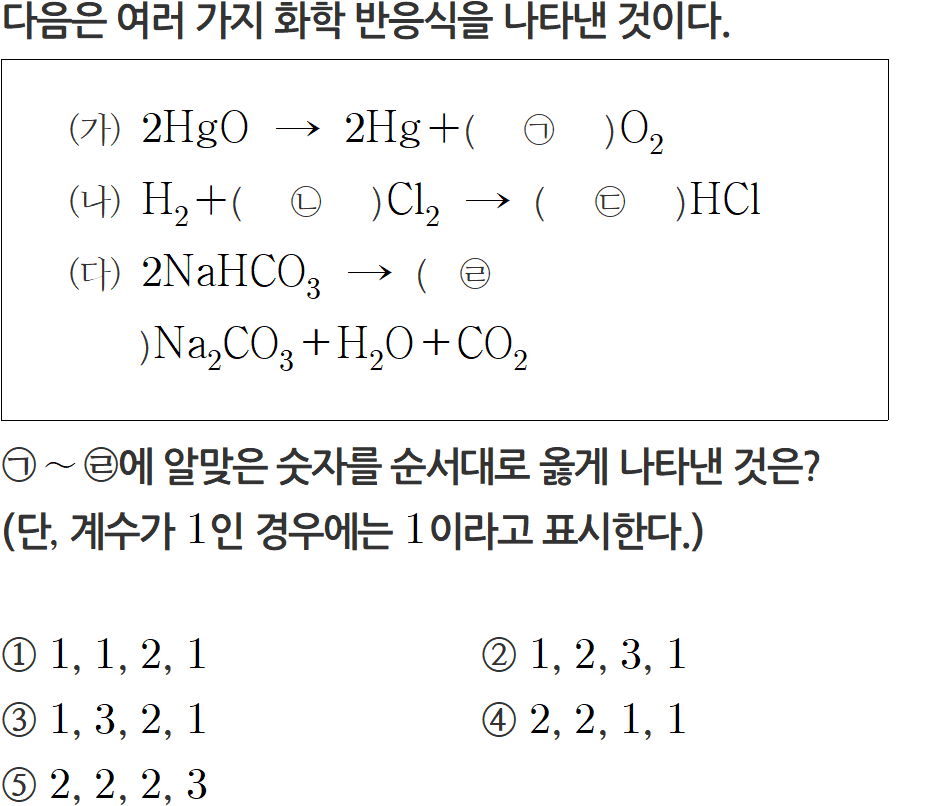 다음은 여러 가지 화학 반응식을 나타낸 것이다.
(가) 2HgO → 2Hg+( ㉠ )O₂
(나) H₂+( ㉡ )Cl₂ → ( ㉢ )HCl
(다) 2NaHCO₃ → ( ㉣
)Na₂CO₃+H₂O+CO₂
㉠ ~ ㉣에 알맞은 숫자를 순서대로 옳게 나타낸 것은?
(단, 계수가 1인 경우에는 1이라고 표시한다.)
① 1, 1, 2, 1 ② 1, 2, 3, 1
③ 1, 3, 2, 1 ④ 2, 2, 1, 1
⑤ 2, 2, 2, 3